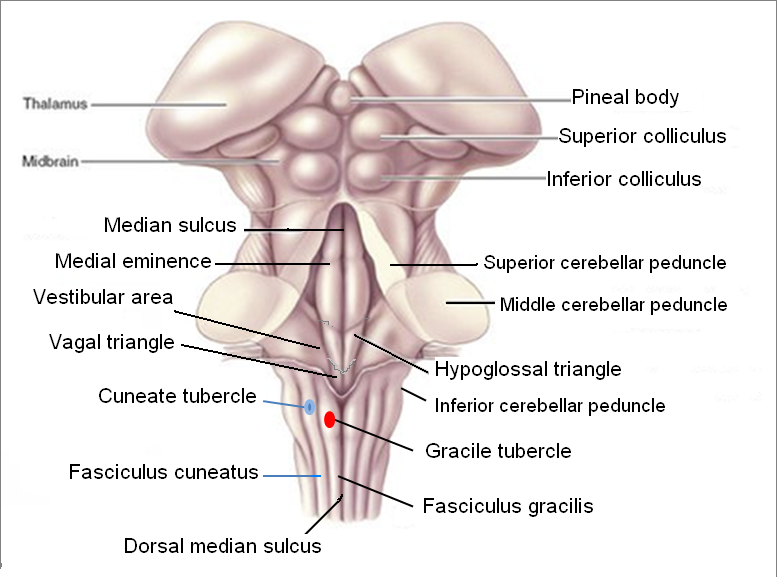 Pineal body
Thalamus
Superior colliculus
Midbrain
Inferior colliculus
Median sulcus
Medial eminence
Superior cerebellar peduncle
Vestibular area
Middle cerebellar peduncle
Vagal triangle
Hypoglossal triangle
Cuneate tubercle
Inferior cerebellar peduncle
Gracile tubercle
Fasciculus cuneatus
Fasciculus gracilis
Dorsal median sulcus